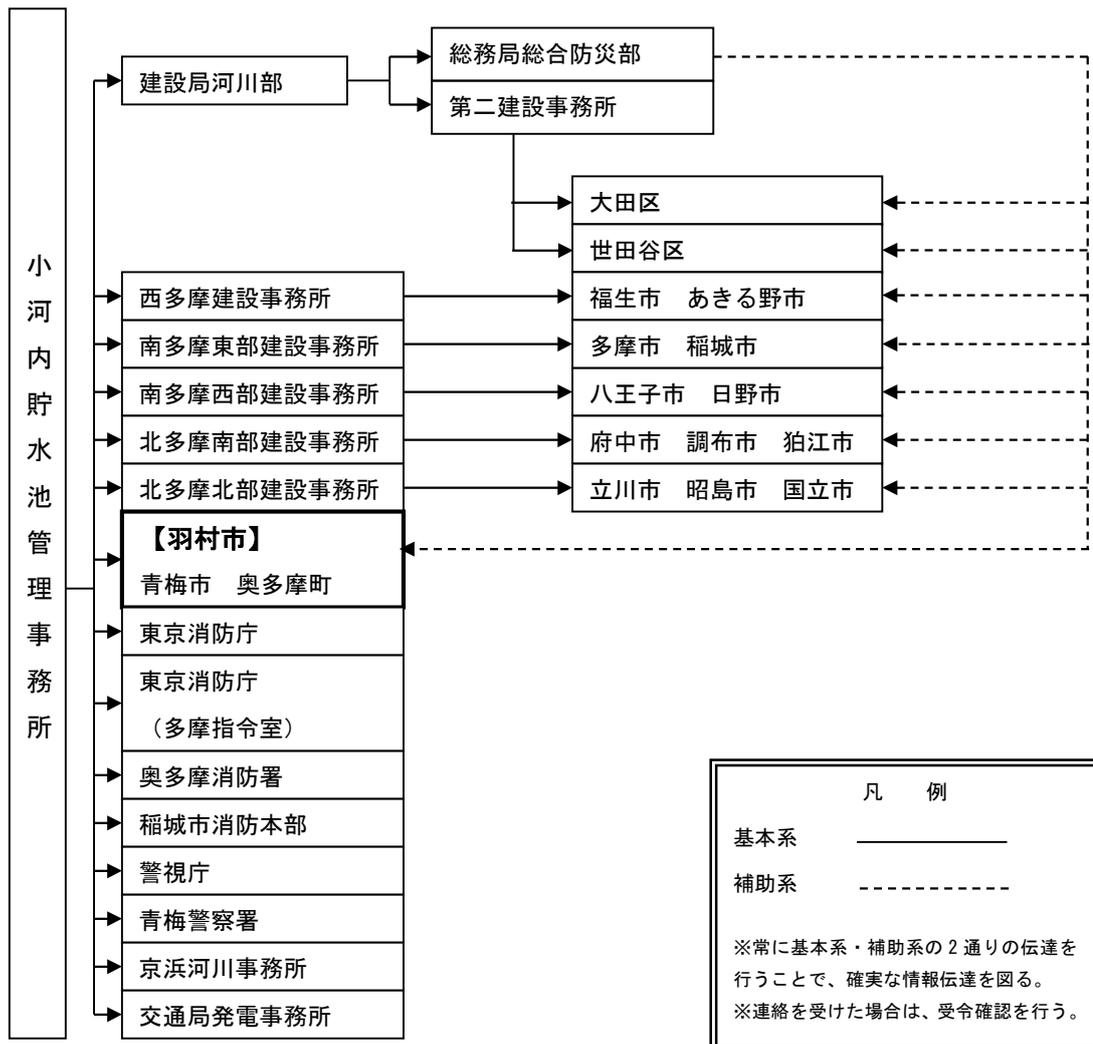 小河内貯水池管理事務所
建設局河川部
総務局総合防災部
第二建設事務所
大田区
世田谷区
西多摩建設事務所
福生市　あきる野市
南多摩東部建設事務所
多摩市　稲城市
南多摩西部建設事務所
八王子市　日野市
北多摩南部建設事務所
府中市　調布市　狛江市
北多摩北部建設事務所
立川市　昭島市　国立市
【羽村市】
青梅市　奥多摩町
東京消防庁
東京消防庁
（多摩指令室）
奥多摩消防署
稲城市消防本部
警視庁
青梅警察署
京浜河川事務所
交通局発電事務所
凡　例
基本系
補助系
※常に基本系・補助系の2通りの伝達を
行うことで、確実な情報伝達を図る。
※連絡を受けた場合は、受令確認を行う。